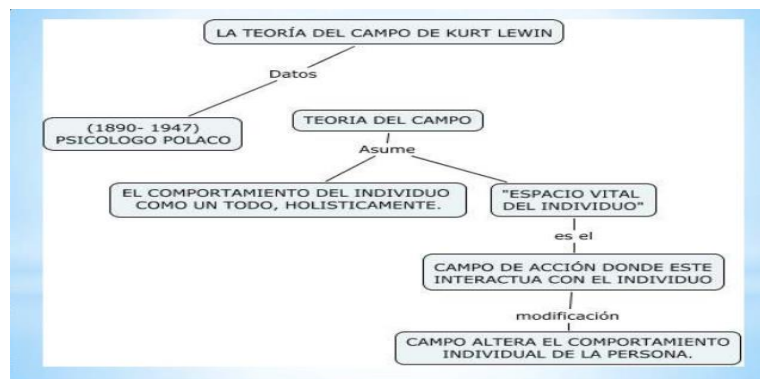 LA TEORÍA DEL CAMPO DE KURT LEWIN
Datos
(1890- 1947)
PSICOLOGO POLACO
TEORIA DEL CAMPO
Asume
EL COMPORTAMIENTO DEL INDIVIDUO
COMO UN TODO, HOLISTICAMENTE.
"ESPACIO VITAL
DEL INDIVIDUO"
es el
CAMPO DE ACCIÓN DONDE ESTE
INTERACTUA CON EL INDIVIDUO
modificación
CAMPO ALTERA EL COMPORTAMIENTO
INDIVIDUAL DE LA PERSONA.